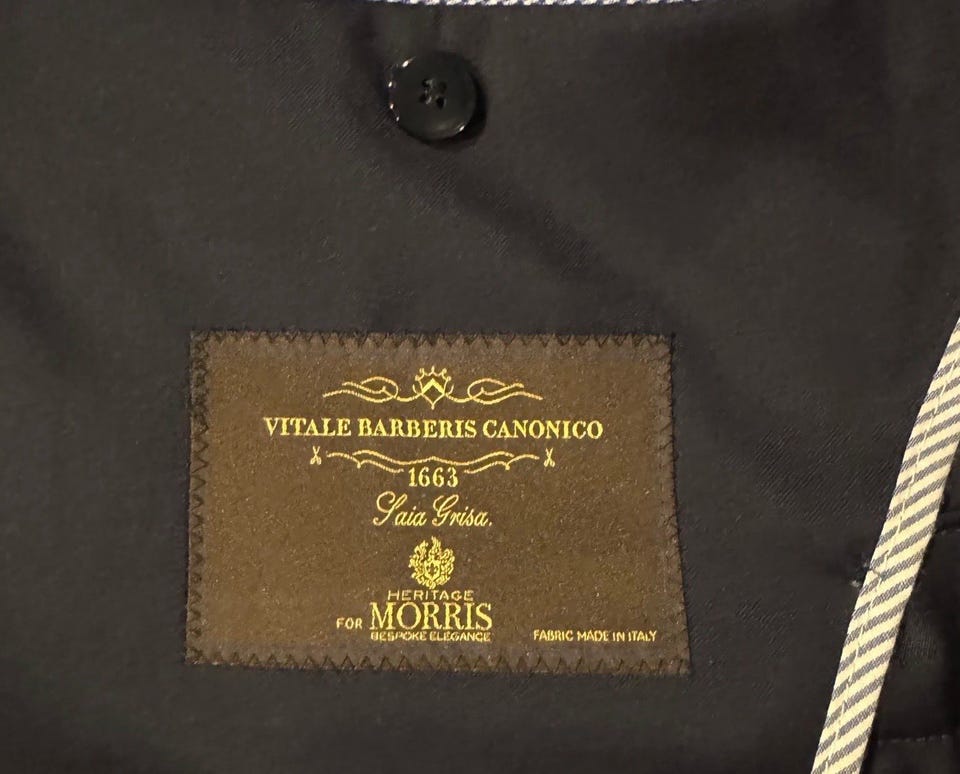 VITALE BARBERIS CANONICO
1663
Saia Grisa.
HERITAGE
FOR MORRIS
BESPOKE ELEGANCE
FABRIC MADE IN ITALY